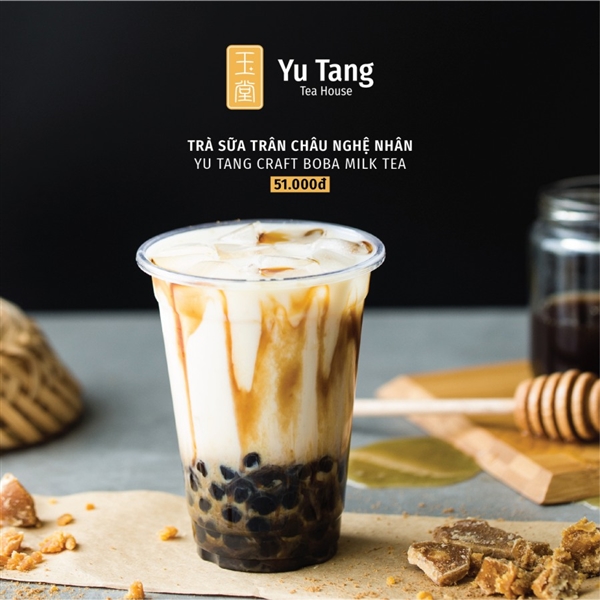 玉堂
Yu Tang
Tea House
TRÀ SỮA TRÂN CHÂU NGHỆ NHÂN
YU TANG CRAFT BOBA MILK TEA
51.000đ